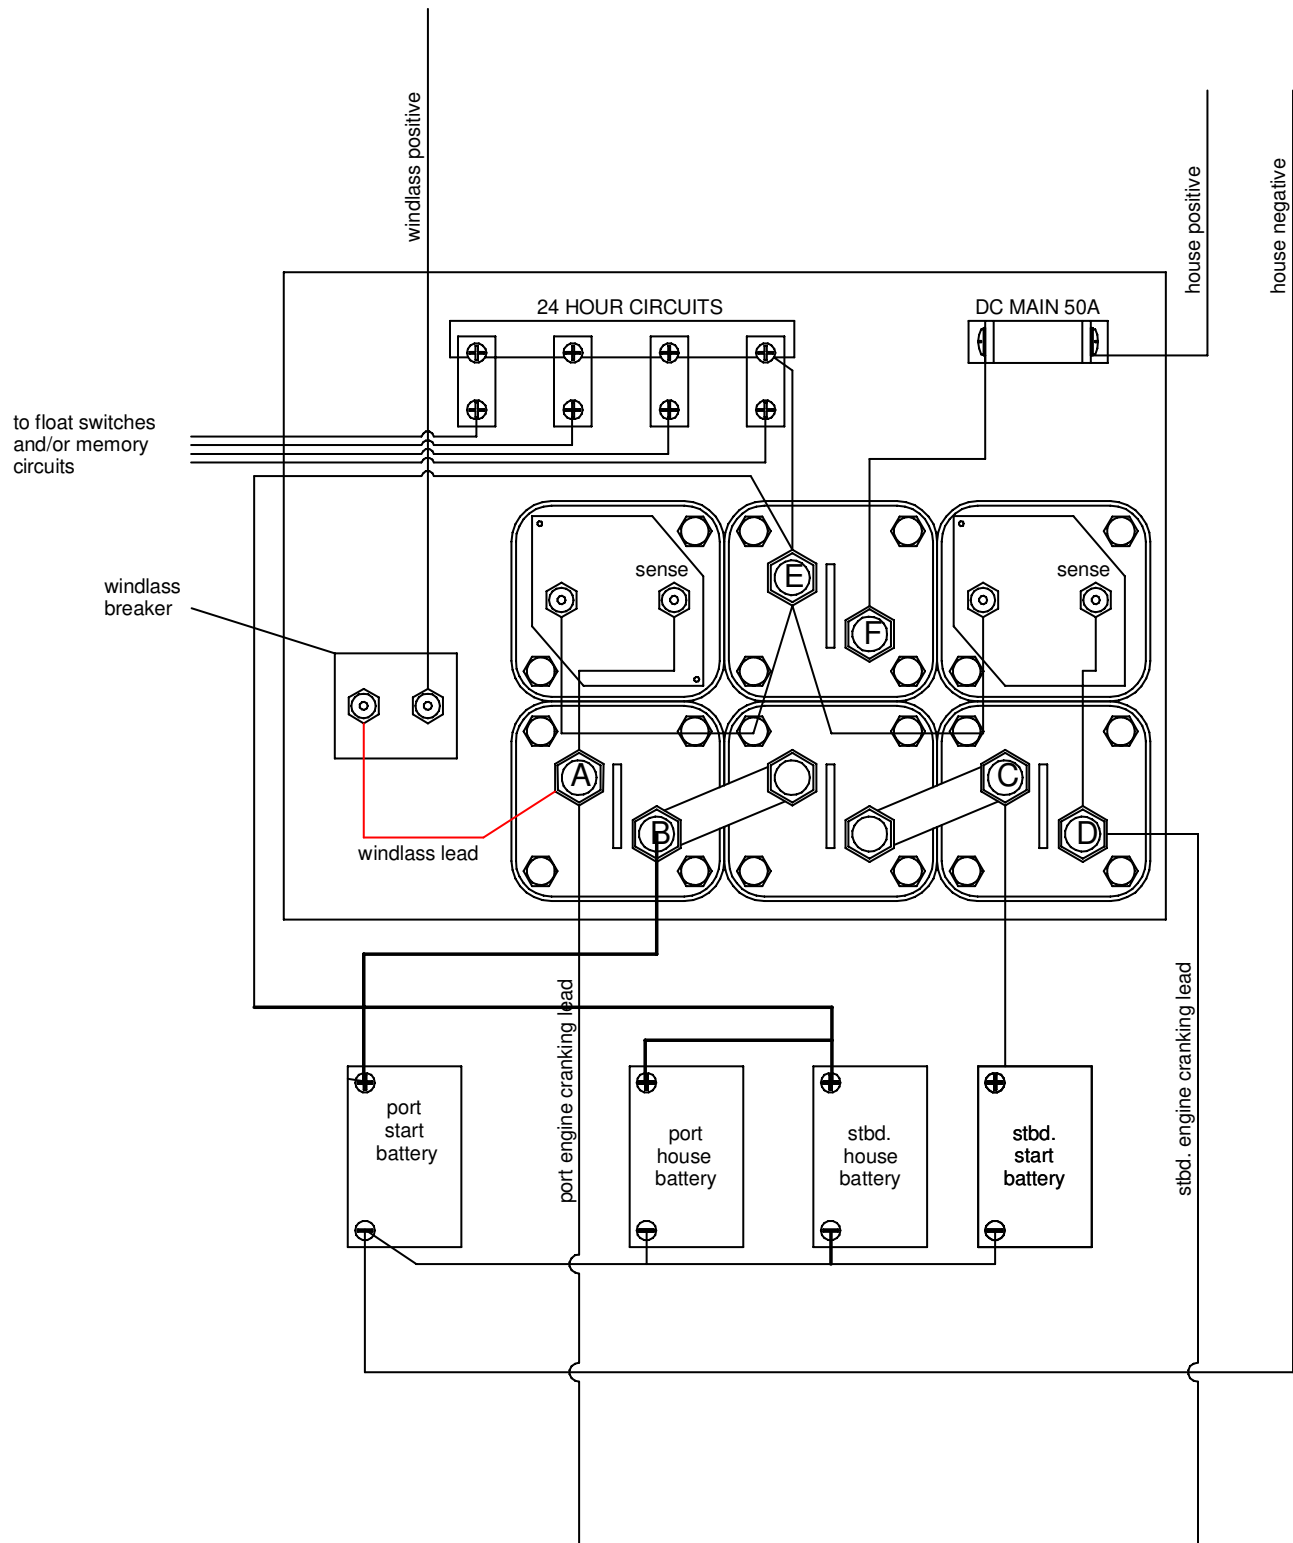 windlass positive
house positive
house negative
24 HOUR CIRCUITS
DC MAIN 50A
to float switches
and/or memory
circuits
sense
E
sense
F
windlass
breaker
A
C
B
D
windlass lead
port engine cranking lead
stbd. engine cranking lead
port
start
battery
port
house
battery
stbd.
house
battery
stbd.
start
battery